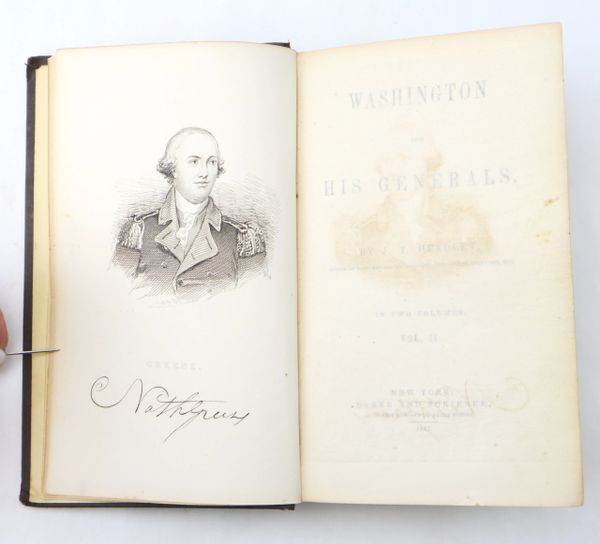 GREENE.
Nath Greene
WASHINGTON
AND
HIS GENERALS.
BY J. T. HEADLEY,
IN TWO VOLUMES.
VOL. II.
NEW YORK:
BAKER AND SCRIBNER,
1847.